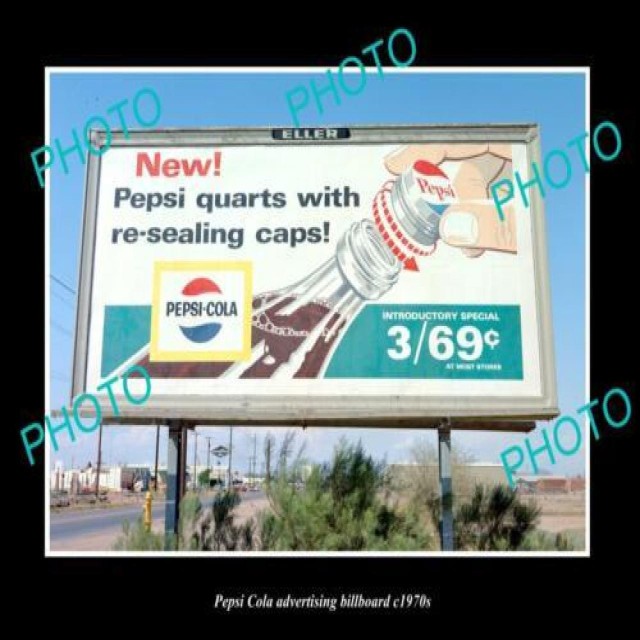 PHOTO
PHOTO
PHOTO
PHOTO
ELLER
New!
Pepsi quarts with
re-sealing caps!
Pepsi
PEPSI-COLA
INTRODUCTORY SPECIAL
3/69¢
AT MOST STORES
PHOTO
PHOTO
Pepsi Cola advertising billboard c1970s